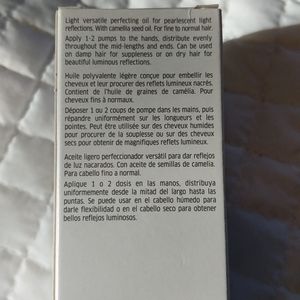 Light versatile perfecting oil for pearlescent light
reflections. With camellia seed oil. For fine to normal hair.
Apply 1-2 pumps to the hands, distribute evenly
throughout the mid-lengths and ends. Can be used
on damp hair for suppleness or on dry hair for
beautiful luminous reflections.
Huile polyvalente légère conçue pour embellir les
cheveux et leur procurer des reflets lumineux nacrés.
Contient de l'huile de graines de camélia. Pour
cheveux fins à normaux.
Déposer 1 ou 2 coups de pompe dans les mains, puis
répandre uniformément sur les longueurs et les
pointes. Peut être utilisée sur des cheveux humides
pour procurer de la souplesse ou sur des cheveux
secs pour obtenir de magnifiques reflets lumineux.
Aceite ligero perfeccionador versátil para dar reflejos
de luz nacarados. Con aceite de semillas de camelia.
Para cabello fino a normal.
Aplique 1 o 2 dosis en las manos, distribuya
uniformemente desde la mitad del largo hasta las
puntas. Se puede usar en el cabello húmedo para
darle flexibilidad o en el cabello seco para obtener
bellos reflejos luminosos.